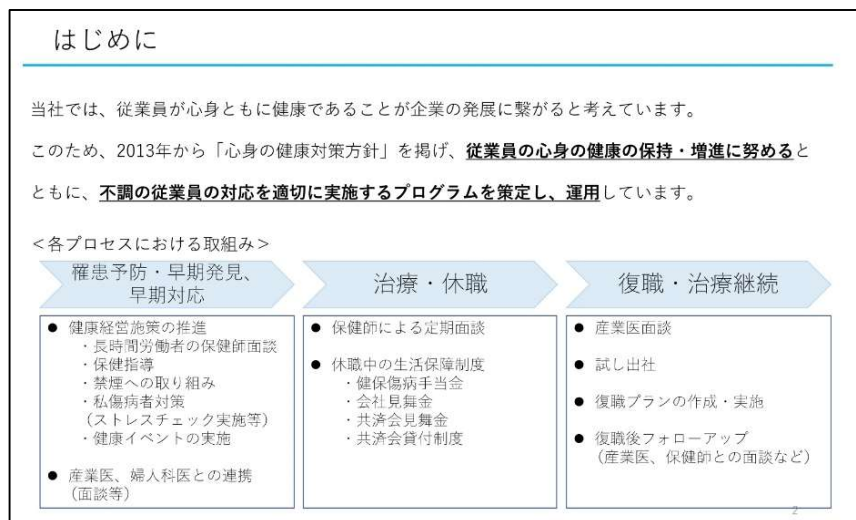 はじめに
当社では、従業員が心身ともに健康であることが企業の発展に繋がると考えています。
このため、2013年から「心身の健康対策方針」を掲げ、従業員の心身の健康の保持・増進に努めると
ともに、不調の従業員の対応を適切に実施するプログラムを策定し、運用しています。
＜各プロセスにおける取組み＞
罹患予防・早期発見、
早期対応
● 健康経営施策の推進
・長時間労働者の保健師面談
・保健指導
・禁煙への取り組み
・私傷病者対策
（ストレスチェック実施等）
・健康イベントの実施
● 産業医、婦人科医との連携
（面談等）
治療・休職
● 保健師による定期面談
● 休職中の生活保障制度
・健保傷病手当金
・会社見舞金
・共済会見舞金
・共済会貸付制度
復職・治療継続
● 産業医面談
● 試し出社
● 復職プランの作成・実施
● 復職後フォローアップ
（産業医、保健師との面談など）
2